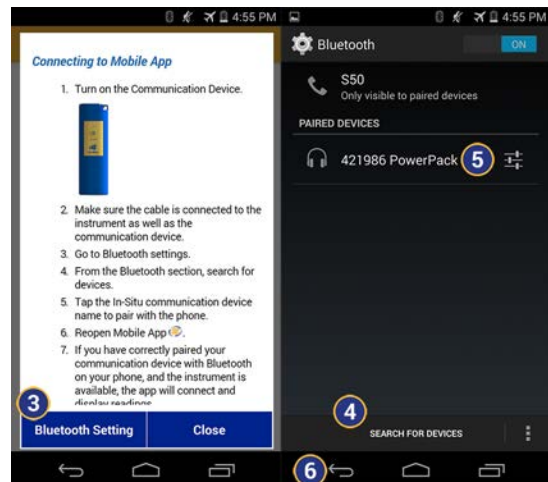 4:55 PM
Connecting to Mobile App
1. Turn on the Communication Device.
2. Make sure the cable is connected to the
instrument as well as the
communication device.
3. Go to Bluetooth settings.
4. From the Bluetooth section, search for
devices.
5. Tap the In-Situ communication device
name to pair with the phone.
6. Reopen Mobile App
7. If you have correctly paired your
communication device with Bluetooth
on your phone, and the instrument is
available, the app will connect and
display readings
3
Bluetooth Setting
Close
4:55 PM
Bluetooth
ON
S50
Only visible to paired devices
PAIRED DEVICES
421986 PowerPack
5
4
SEARCH FOR DEVICES
6